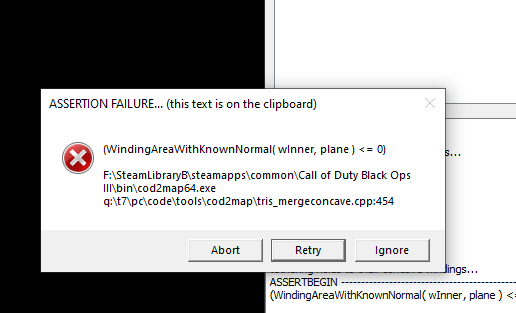 ASSERTION FAILURE... (this text is on the clipboard)
(WindingAreaWithKnownNormal( wInner, plane ) <= 0)
F:\SteamLibraryB\steamapps\common\Call of Duty Black Ops
III\bin\cod2map64.exe
q:\t7\pc\code\tools\cod2map\tris_mergeconcave.cpp:454
Abort
Retry
Ignore
s...
windings...
ASSERTBEGIN ----------------------------------------
(WindingAreaWithKnownNormal( wInner, plane ) <